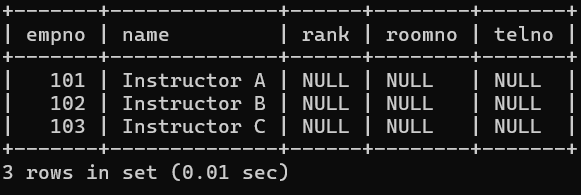 +-------+--------------+------+--------+-------+
| empno | name         | rank | roomno | telno |
+-------+--------------+------+--------+-------+
|   101 | Instructor A | NULL | NULL   | NULL  |
|   102 | Instructor B | NULL | NULL   | NULL  |
|   103 | Instructor C | NULL | NULL   | NULL  |
+-------+--------------+------+--------+-------+
3 rows in set (0.01 sec)